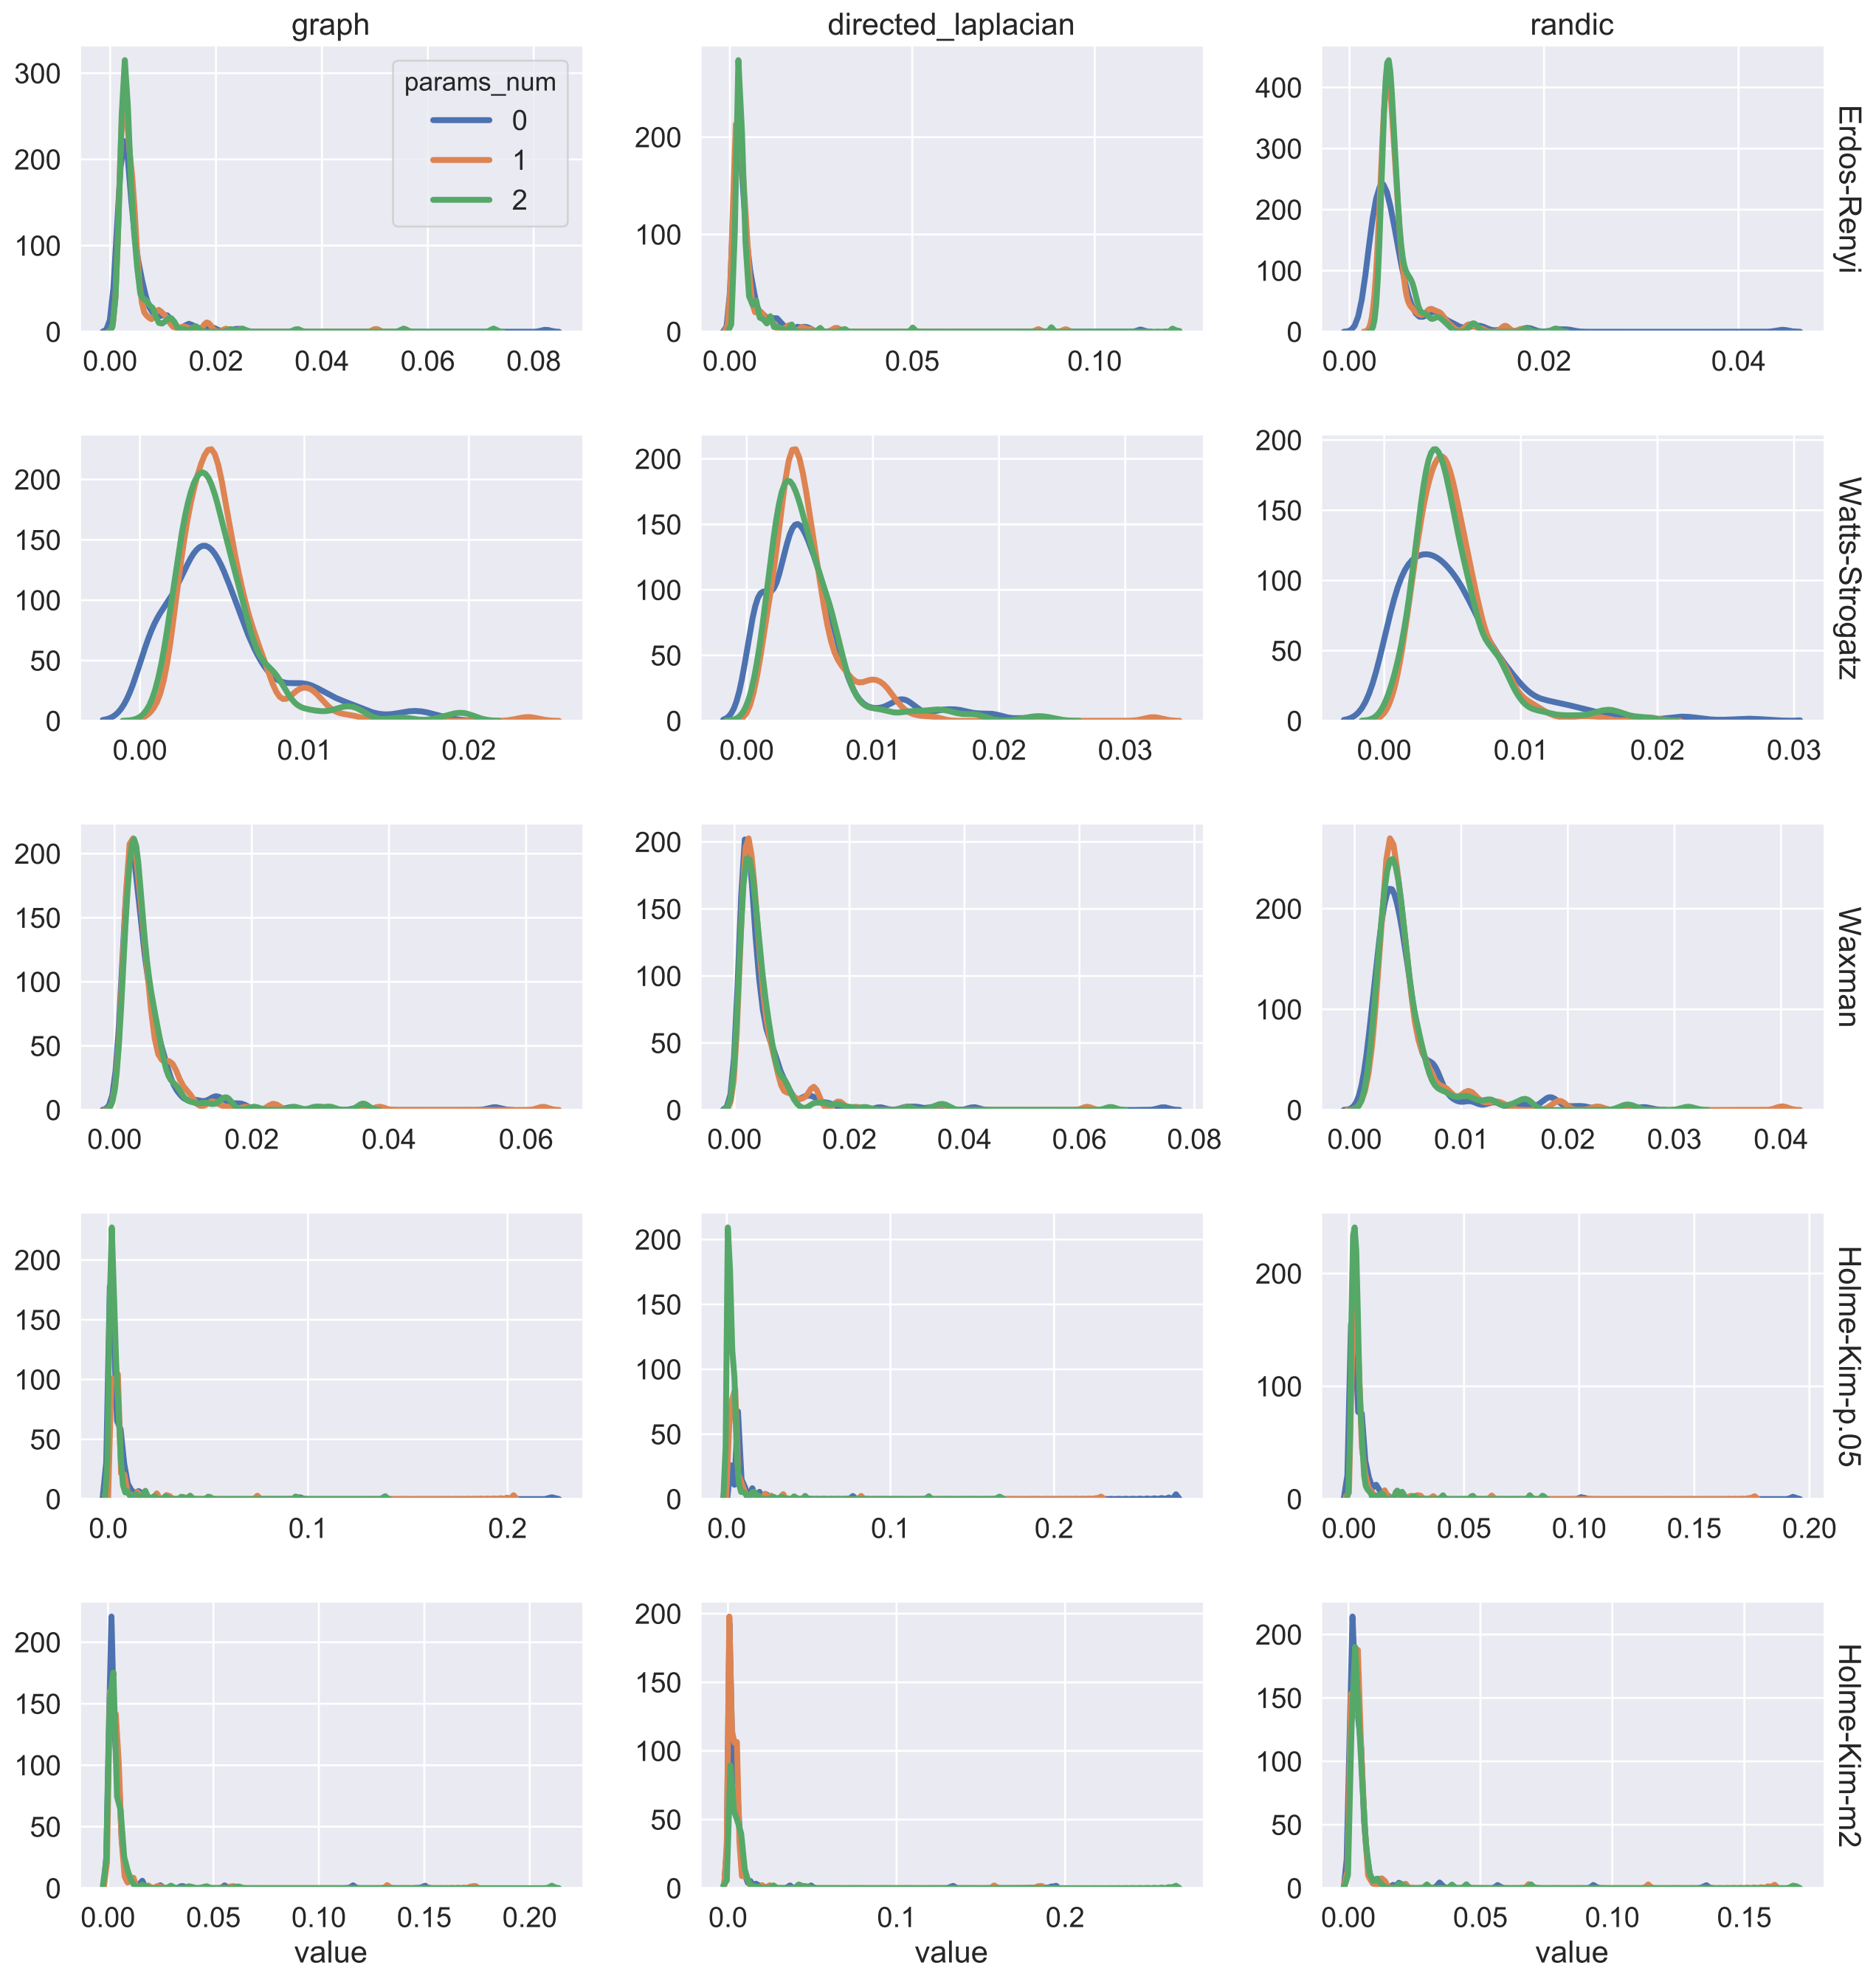 graph directed_laplacian randic
300
200
100
0
0.00 0.02 0.04 0.06 0.08
params_num
0
1
2
200
100
0
0.00 0.05 0.10
400
300
200
100
0
0.00 0.02 0.04
Erdos-Renyi
200
150
100
50
0
0.00 0.01 0.02
200
150
100
50
0
0.00 0.01 0.02 0.03
200
150
100
50
0
0.00 0.01 0.02 0.03
Watts-Strogatz
200
150
100
50
0
0.00 0.02 0.04 0.06
200
150
100
50
0
0.00 0.02 0.04 0.06 0.08
200
100
0
0.00 0.01 0.02 0.03 0.04
Waxman
200
150
100
50
0
0.0 0.1 0.2
200
150
100
50
0
0.0 0.1 0.2
200
100
0
0.00 0.05 0.10 0.15 0.20
Holme-Kim-p.05
200
150
100
50
0
0.00 0.05 0.10 0.15 0.20
value
200
150
100
50
0
0.0 0.1 0.2
value
200
150
100
50
0
0.00 0.05 0.10 0.15
value
Holme-Kim-m2